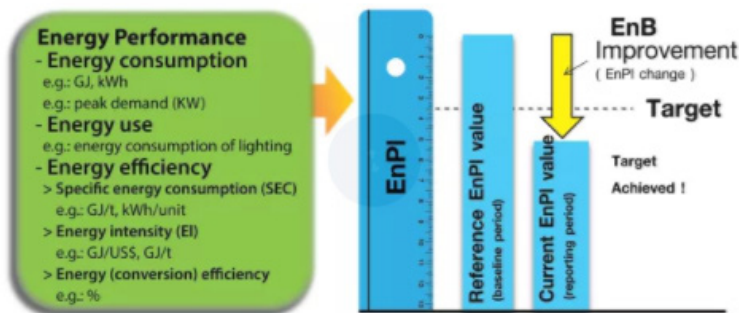 Energy Performance
- Energy consumption
e.g.: GJ, kWh
e.g.: peak demand (KW)
- Energy use
e.g.: energy consumption of lighting
- Energy efficiency
> Specific energy consumption (SEC)
e.g.: GJ/t, kWh/unit
> Energy intensity (EI)
e.g.: GJ/US$, GJ/t
> Energy (conversion) efficiency
e.g.: %
EnPI
Reference EnPI value
(baseline period)
Current EnPI value
(reporting period)
EnB
Improvement
( EnPI change )
Target
Target
Achieved !